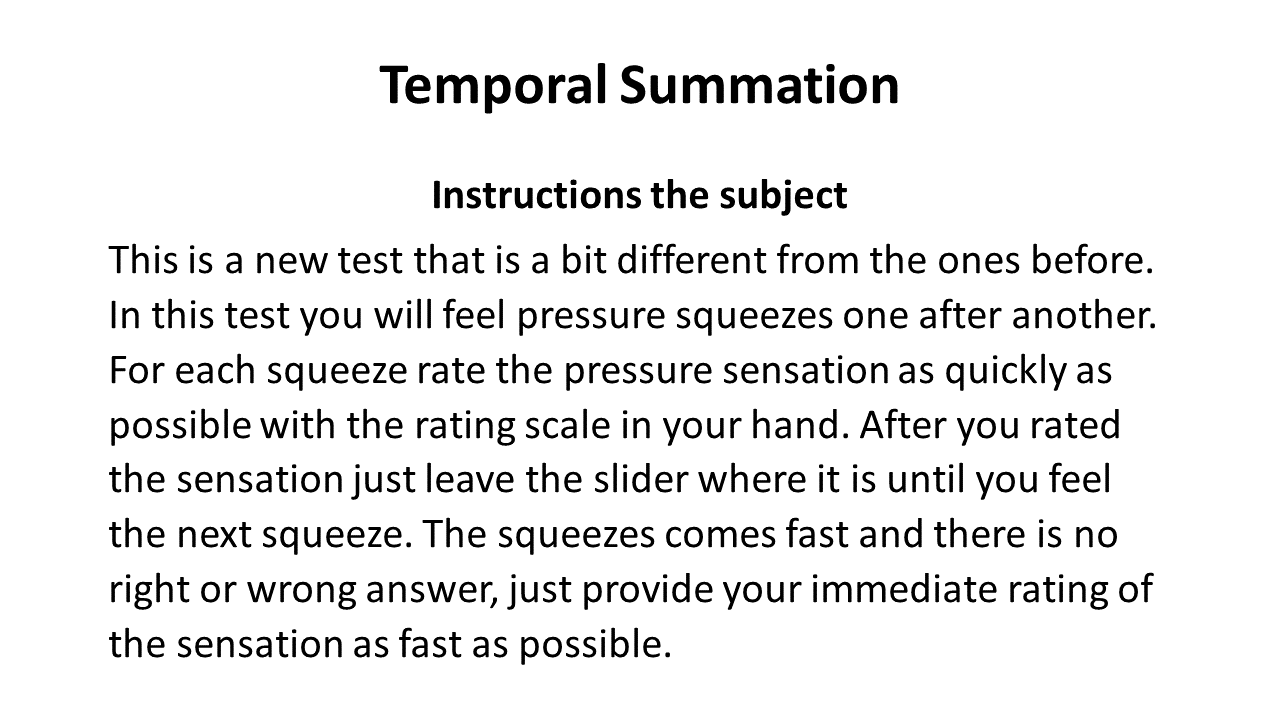 Temporal Summation
Instructions the subject
This is a new test that is a bit different from the ones before.
In this test you will feel pressure squeezes one after another.
For each squeeze rate the pressure sensation as quickly as
possible with the rating scale in your hand. After you rated
the sensation just leave the slider where it is until you feel
the next squeeze. The squeezes comes fast and there is no
right or wrong answer, just provide your immediate rating of
the sensation as fast as possible.